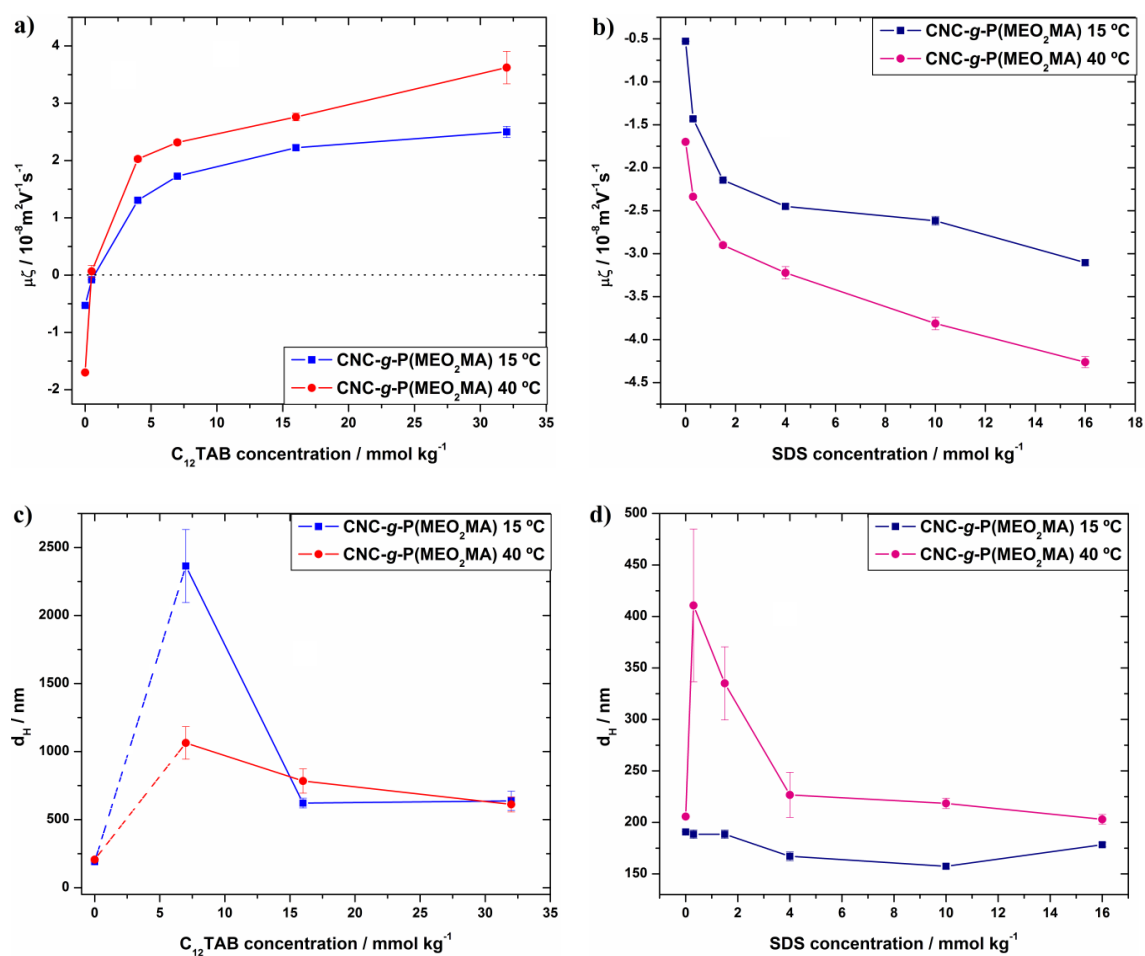 a)
CNC-g-P(MEO₂MA) 15 ºC
CNC-g-P(MEO₂MA) 40 ºC
μζ / 10⁻⁸m²V⁻¹s⁻¹
4
3
2
1
0
-1
-2
0 5 10 15 20 25 30 35
C₁₂TAB concentration / mmol kg⁻¹
b)
CNC-g-P(MEO₂MA) 15 ºC
CNC-g-P(MEO₂MA) 40 ºC
μζ / 10⁻⁸m²V⁻¹s⁻¹
-0.5
-1.0
-1.5
-2.0
-2.5
-3.0
-3.5
-4.0
-4.5
0 2 4 6 8 10 12 14 16 18
SDS concentration / mmol kg⁻¹
c)
CNC-g-P(MEO₂MA) 15 ºC
CNC-g-P(MEO₂MA) 40 ºC
d_H / nm
2500
2000
1500
1000
500
0
0 5 10 15 20 25 30 35
C₁₂TAB concentration / mmol kg⁻¹
d)
CNC-g-P(MEO₂MA) 15 ºC
CNC-g-P(MEO₂MA) 40 ºC
d_H / nm
500
450
400
350
300
250
200
150
0 2 4 6 8 10 12 14 16
SDS concentration / mmol kg⁻¹